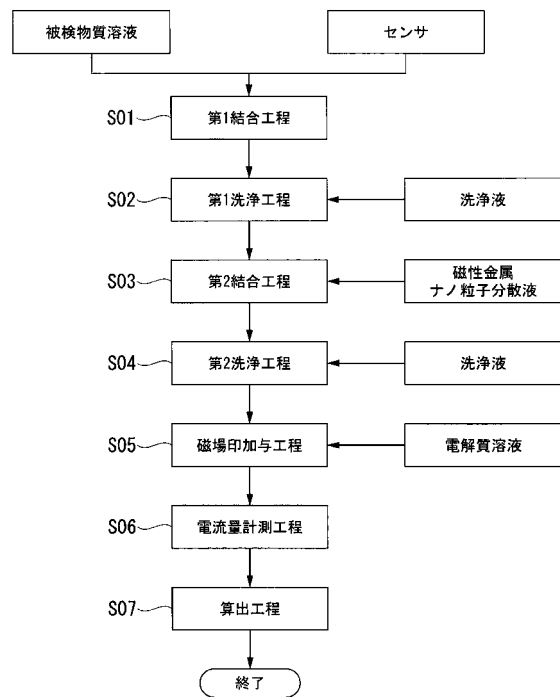 被検物質溶液
センサ
S01
第1結合工程
S02
第1洗浄工程
洗浄液
S03
第2結合工程
磁性金属
ナノ粒子分散液
S04
第2洗浄工程
洗浄液
S05
磁場印加与工程
電解質溶液
S06
電流量計測工程
S07
算出工程
終了